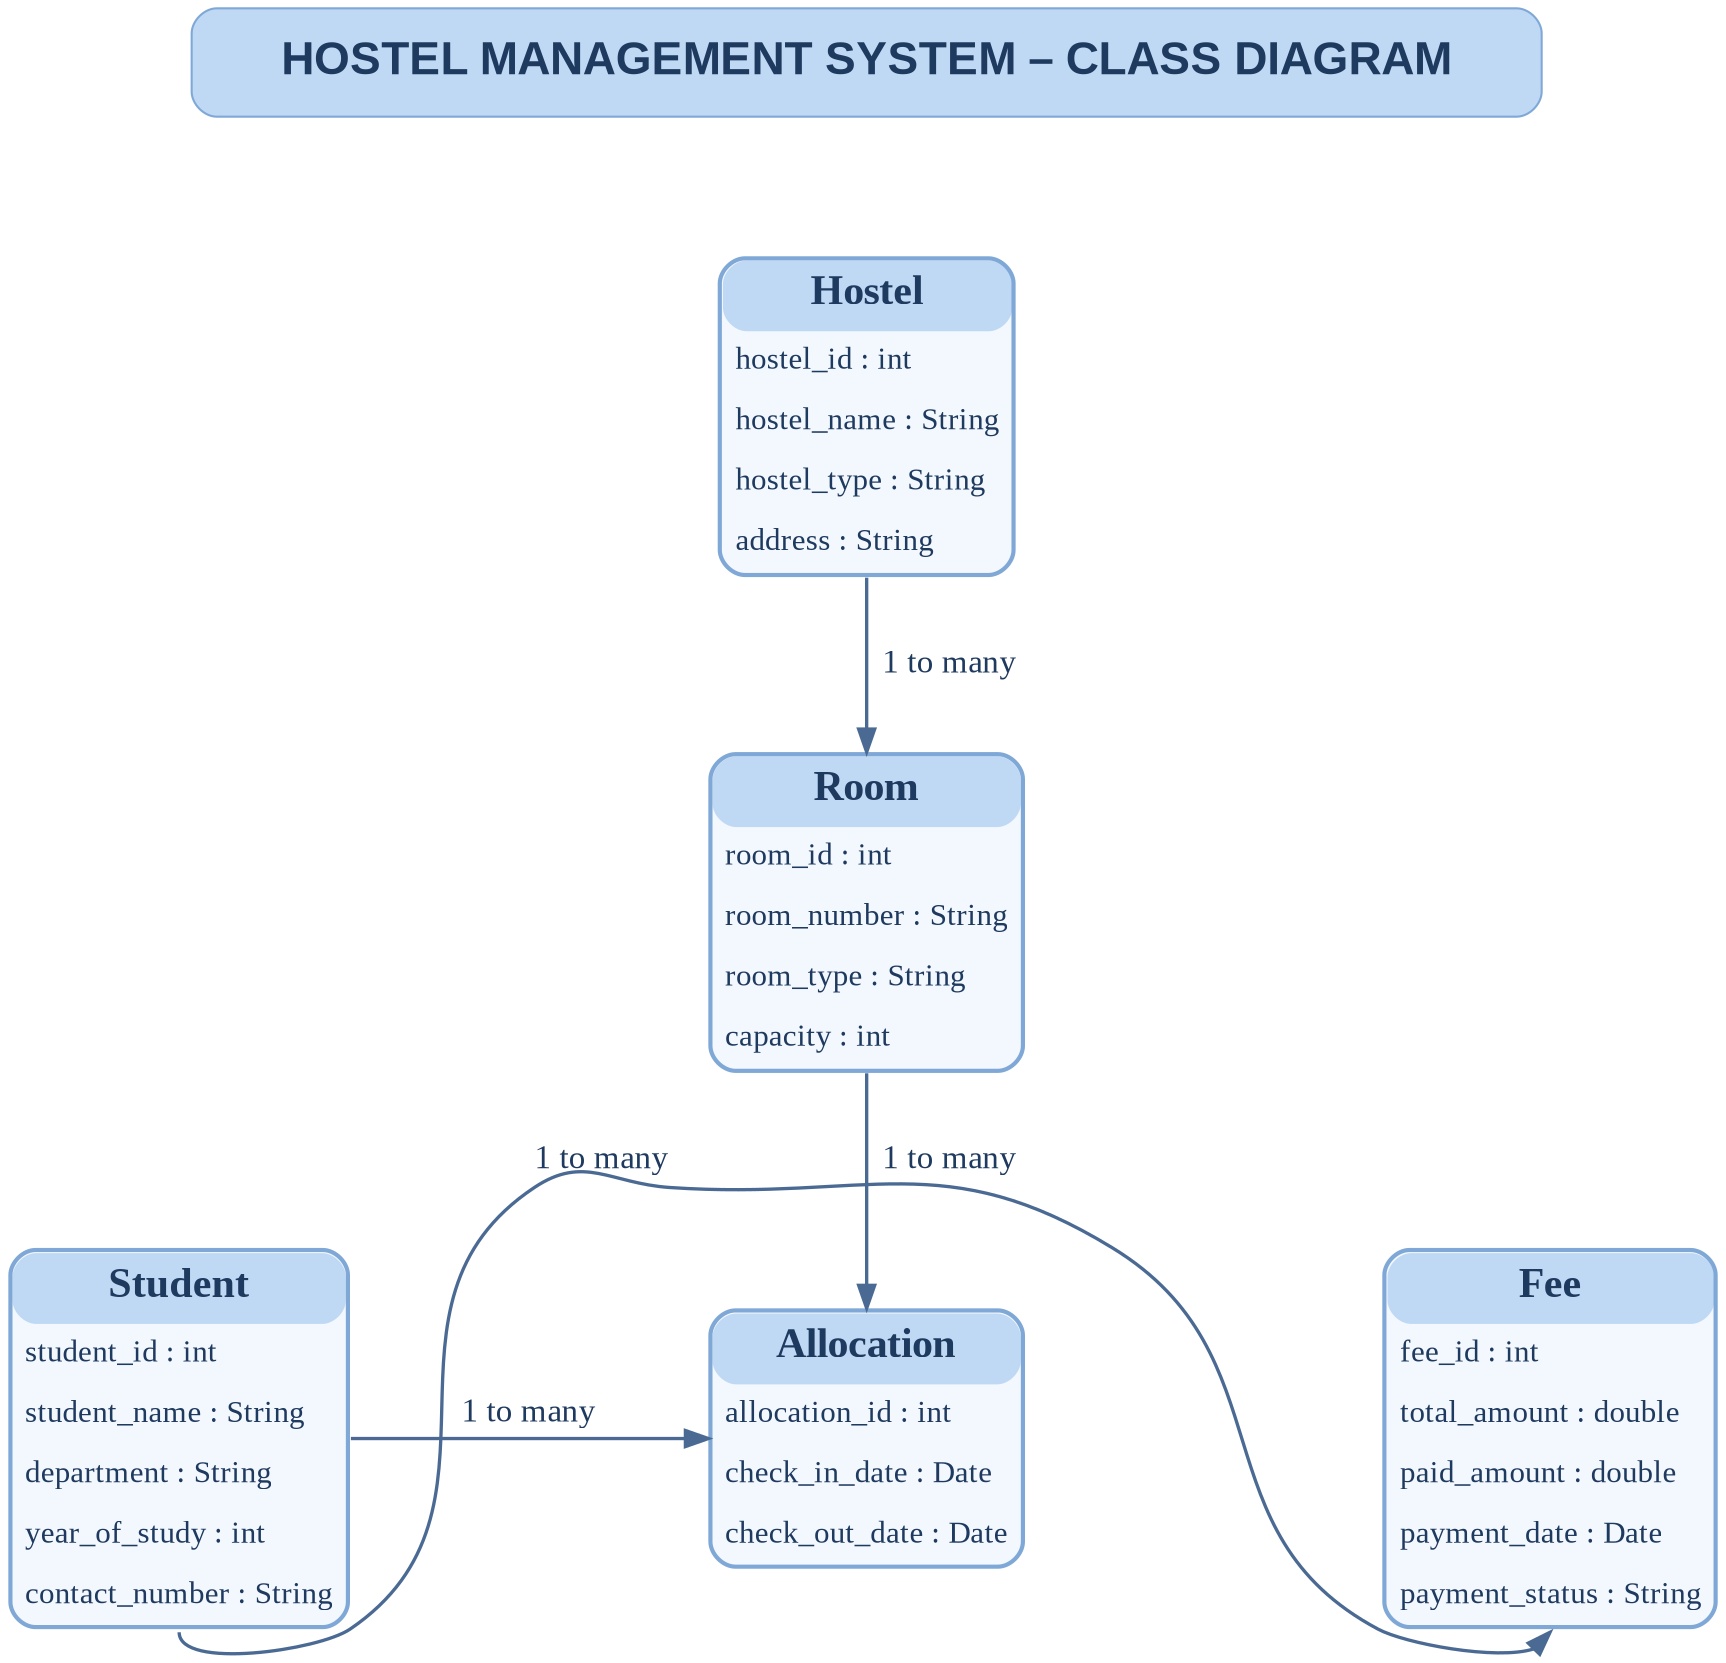 HOSTEL MANAGEMENT SYSTEM – CLASS DIAGRAM
Hostel
hostel_id : int
hostel_name : String
hostel_type : String
address : String
1 to many
Room
room_id : int
room_number : String
room_type : String
capacity : int
1 to many
1 to many
Student
student_id : int
student_name : String
department : String
year_of_study : int
contact_number : String
1 to many
Allocation
allocation_id : int
check_in_date : Date
check_out_date : Date
Fee
fee_id : int
total_amount : double
paid_amount : double
payment_date : Date
payment_status : String